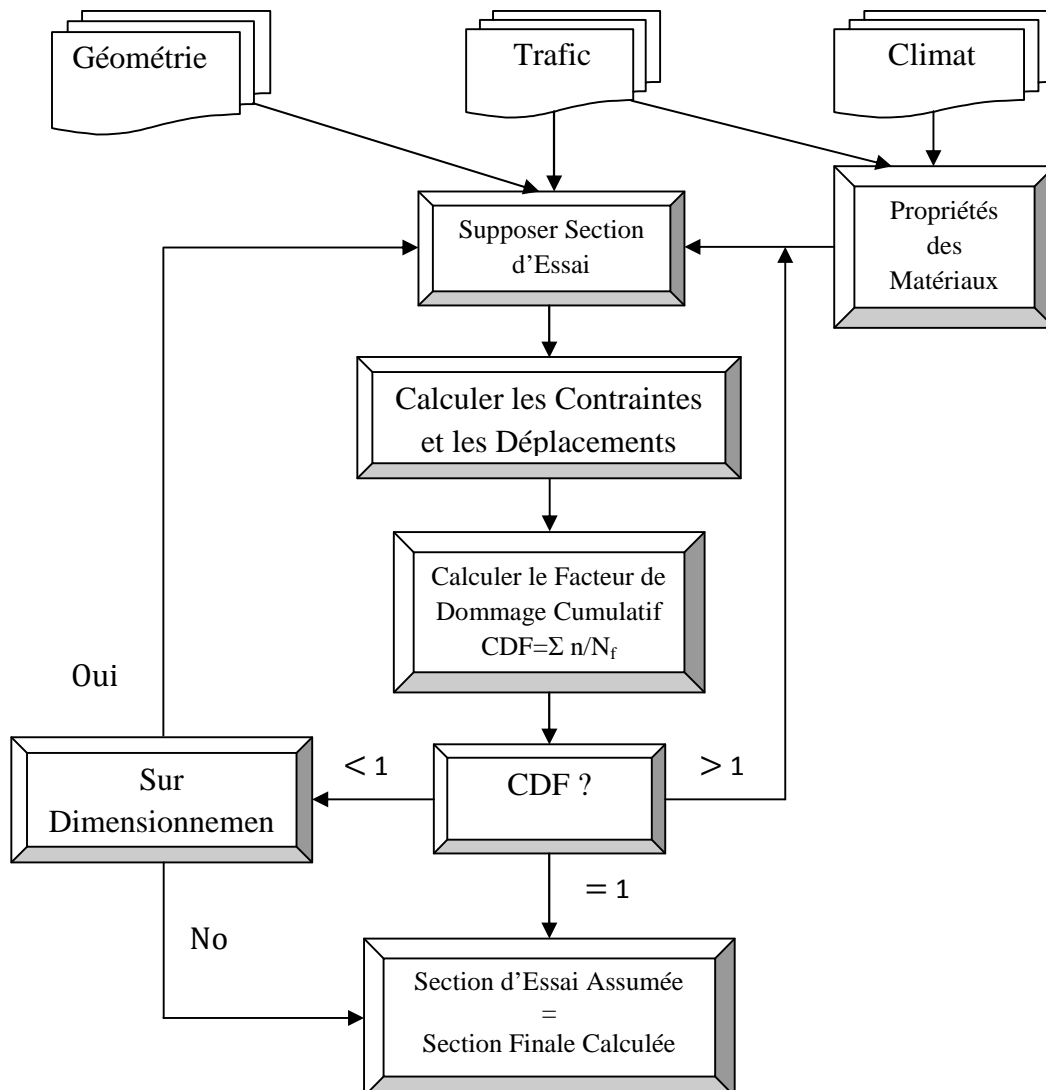 Géométrie
Trafic
Climat
Supposer Section
d’Essai
Propriétés
des
Matériaux
Calculer les Contraintes
et les Déplacements
Calculer le Facteur de
Dommage Cumulatif
CDF=Σ n/Nf
Oui
Sur
Dimensionnemen
< 1
CDF ?
> 1
= 1
No
Section d’Essai Assumée
=
Section Finale Calculée